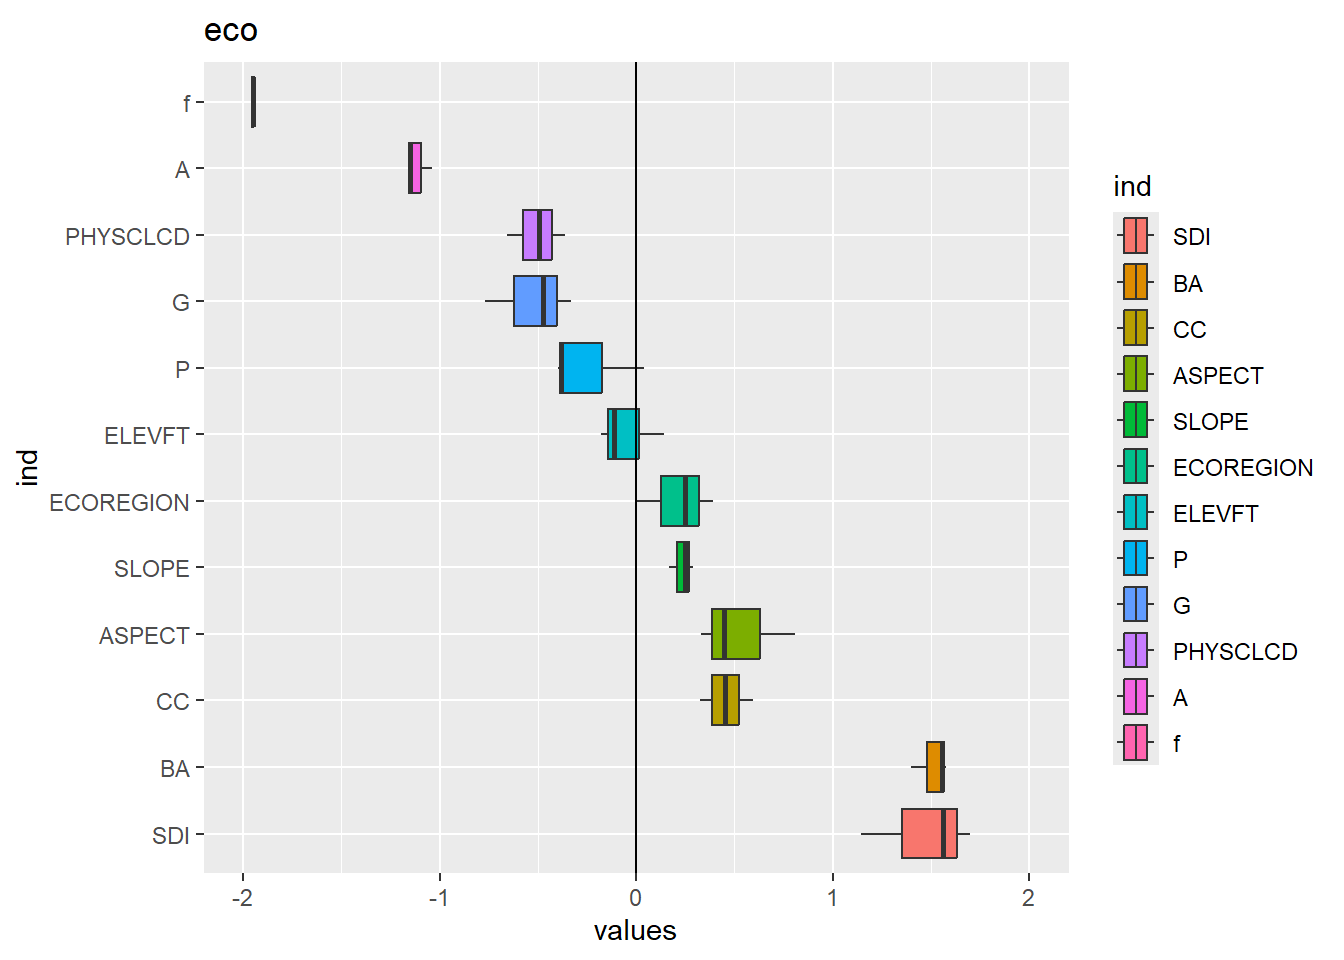 eco
f
A
PHYSCLCD
G
P
ELEVFT
ECOREGION
SLOPE
ASPECT
CC
BA
SDI
ind
-2 -1 0 1 2
values
ind
SDI
BA
CC
ASPECT
SLOPE
ECOREGION
ELEVFT
P
G
PHYSCLCD
A
f